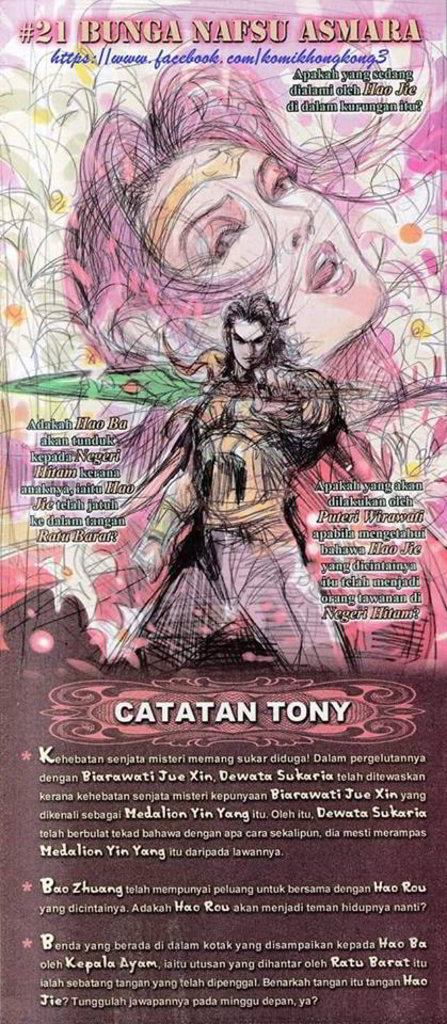 #21 BUNGA NAFSU ASMARA
https://www.facebook.com/komikhongkong3
Apakah yang sedang
dialami oleh Hao Jie
di dalam kurungan itu?
Adakah Hao Ba
akan tunduk
kepada Negeri
Hitam kerana
anaknya, iaitu Hao
Jie telah jatuh
ke dalam tangan
Ratu Barat?
Apakah yang akan
dilakukan oleh
Puteri Wirawati
apabila mengetahui
bahawa Hao Jie
yang dicintainya
itu telah menjadi
orang tawanan di
Negeri Hitam?
CATATAN TONY
* Kehebatan senjata misteri memang sukar diduga! Dalam pergelutannya
dengan Biarawati Jue Xin, Dewata Sukaria telah ditewaskan
kerana kehebatan senjata misteri kepunyaan Biarawati Jue Xin yang
dikenali sebagai Medalion Yin Yang itu. Oleh itu, Dewata Sukaria
telah berbulat tekad bahawa dengan apa cara sekalipun, dia mesti merampas
Medalion Yin Yang itu daripada lawannya.
* Bao Zhuang telah mempunyai peluang untuk bersama dengan Hao Rou
yang dicintainya. Adakah Hao Rou akan menjadi teman hidupnya nanti?
* Benda yang berada di dalam kotak yang disampaikan kepada Hao Ba
oleh Kepala Ayam, iaitu utusan yang dihantar oleh Ratu Barat itu
ialah sebatang tangan yang telah dipenggal. Benarkah tangan itu tangan Hao
Jie? Tunggulah jawapannya pada minggu depan, ya?